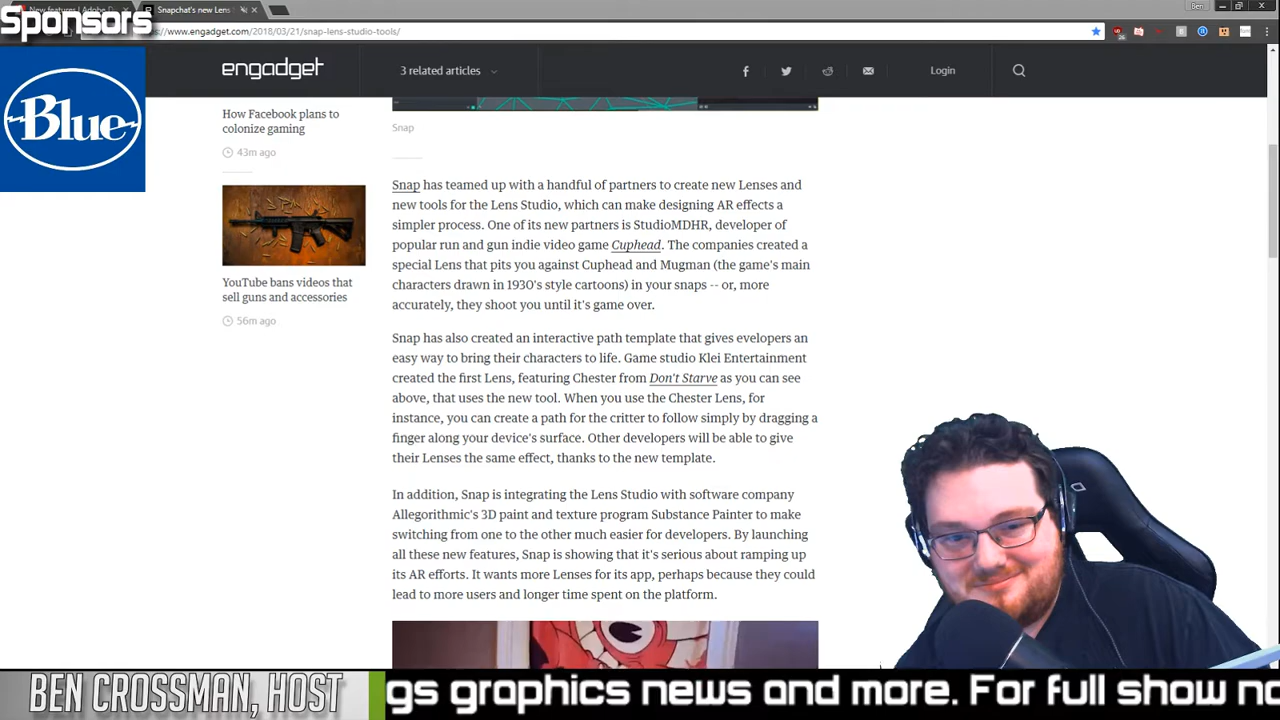 New features | Adobe
Snapchat's new Lens
Ben
Sponsors
www.engadget.com/2018/03/21/snap-lens-studio-tools/
Blue
engadget
3 related articles
Login
How Facebook plans to
colonize gaming
43m ago
YouTube bans videos that
sell guns and accessories
56m ago
Snap
Snap has teamed up with a handful of partners to create new Lenses and
new tools for the Lens Studio, which can make designing AR effects a
simpler process. One of its new partners is StudioMDHR, developer of
popular run and gun indie video game Cuphead. The companies created a
special Lens that pits you against Cuphead and Mugman (the game's main
characters drawn in 1930's style cartoons) in your snaps -- or, more
accurately, they shoot you until it's game over.
Snap has also created an interactive path template that gives evelopers an
easy way to bring their characters to life. Game studio Klei Entertainment
created the first Lens, featuring Chester from Don't Starve as you can see
above, that uses the new tool. When you use the Chester Lens, for
instance, you can create a path for the critter to follow simply by dragging a
finger along your device's surface. Other developers will be able to give
their Lenses the same effect, thanks to the new template.
In addition, Snap is integrating the Lens Studio with software company
Allegorithmic's 3D paint and texture program Substance Painter to make
switching from one to the other much easier for developers. By launching
all these new features, Snap is showing that it's serious about ramping up
its AR efforts. It wants more Lenses for its app, perhaps because they could
lead to more users and longer time spent on the platform.
BEN CROSSMAN, HOST
gs graphics news and more. For full show no